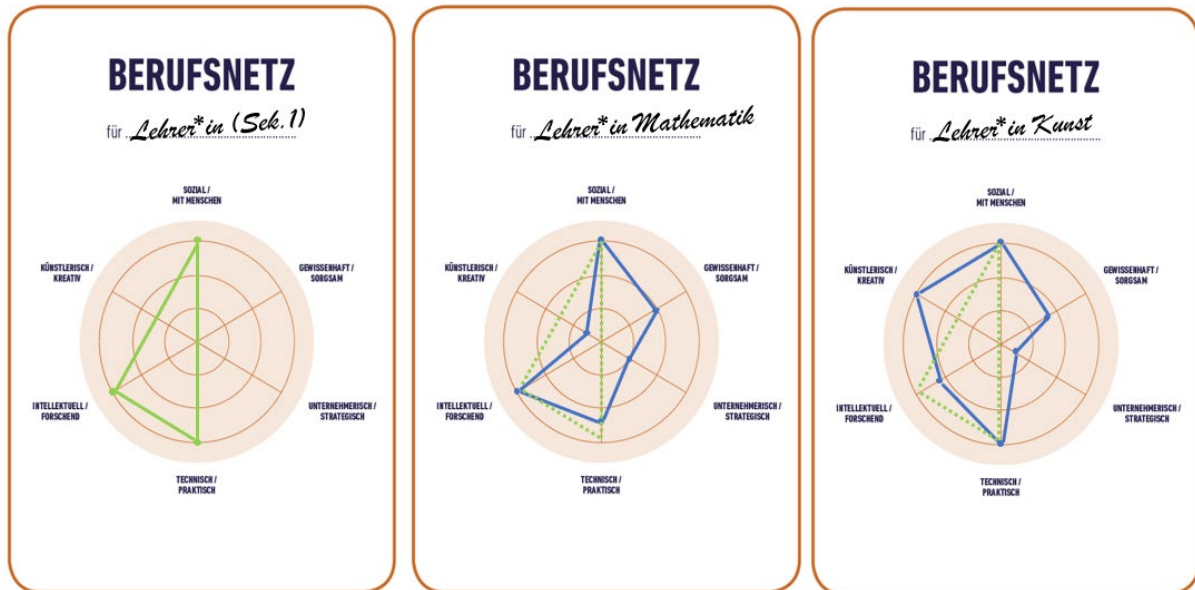 BERUFSNETZ
für Lehrer*in (Sek.1)
SOZIAL /
MIT MENSCHEN
KÜNSTLERISCH /
KREATIV
GEWISSENHAFT /
SORGSAM
INTELLEKTUELL /
FORSCHEND
UNTERNEHMERISCH /
STRATEGISCH
TECHNISCH /
PRAKTISCH
BERUFSNETZ
für Lehrer*in Mathematik
SOZIAL /
MIT MENSCHEN
KÜNSTLERISCH /
KREATIV
GEWISSENHAFT /
SORGSAM
INTELLEKTUELL /
FORSCHEND
UNTERNEHMERISCH /
STRATEGISCH
TECHNISCH /
PRAKTISCH
BERUFSNETZ
für Lehrer*in Kunst
SOZIAL /
MIT MENSCHEN
KÜNSTLERISCH /
KREATIV
GEWISSENHAFT /
SORGSAM
INTELLEKTUELL /
FORSCHEND
UNTERNEHMERISCH /
STRATEGISCH
TECHNISCH /
PRAKTISCH